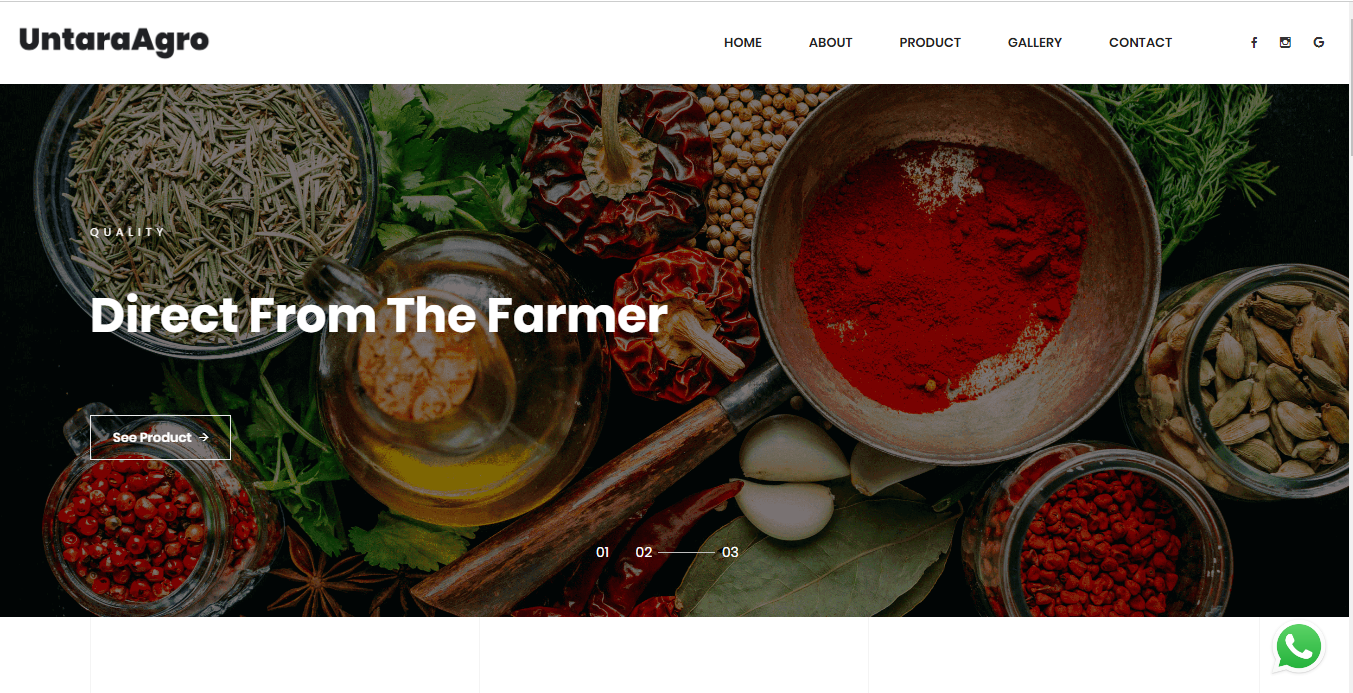 UntaraAgro
HOME ABOUT PRODUCT GALLERY CONTACT
QUALITY
Direct From The Farmer
See Product →
01 02 03